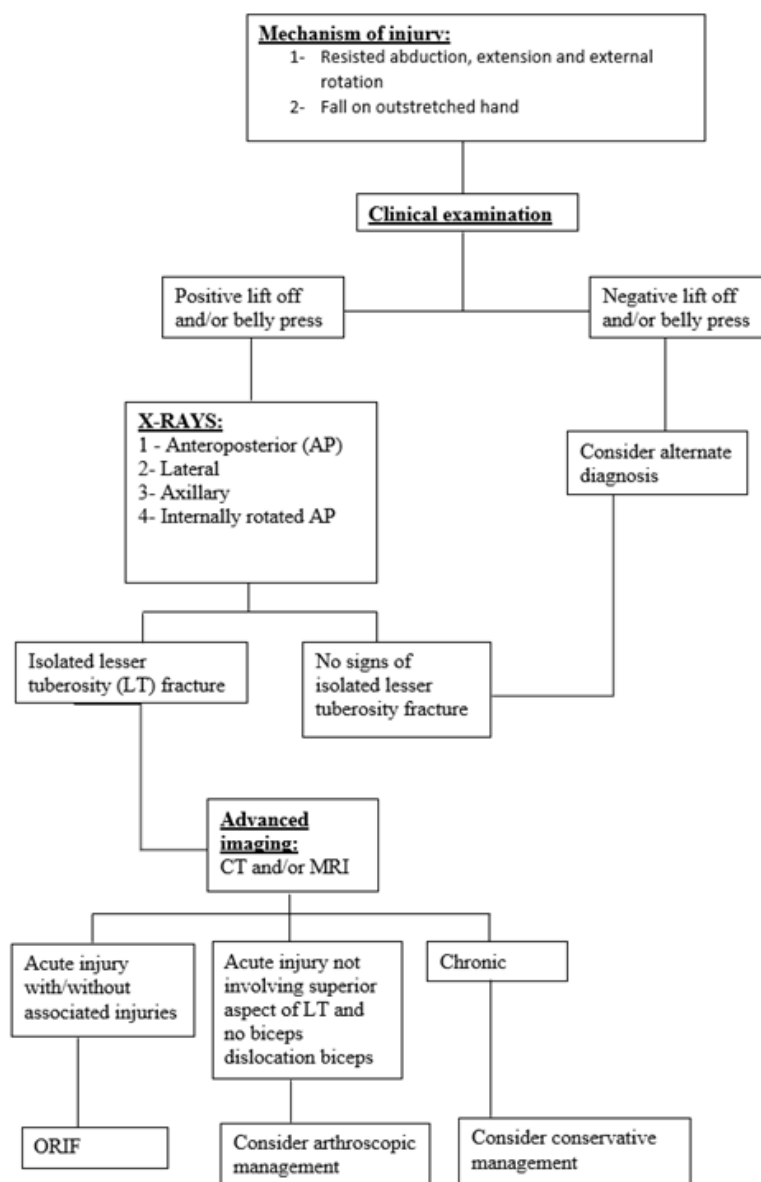 Mechanism of injury:
1- Resisted abduction, extension and external
rotation
2- Fall on outstretched hand
Clinical examination
Positive lift off
and/or belly press
Negative lift off
and/or belly press
X-RAYS:
1 - Anteroposterior (AP)
2- Lateral
3- Axillary
4- Internally rotated AP
Consider alternate
diagnosis
Isolated lesser
tuberosity (LT) fracture
No signs of
isolated lesser
tuberosity fracture
Advanced
imaging:
CT and/or MRI
Acute injury
with/without
associated injuries
Acute injury not
involving superior
aspect of LT and
no biceps
dislocation biceps
Chronic
ORIF
Consider arthroscopic
management
Consider conservative
management